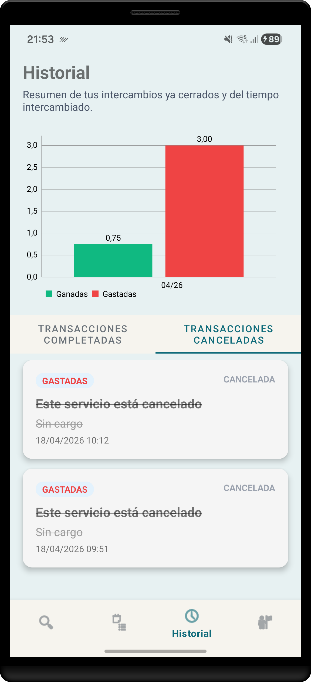 21:53
89
Historial
Resumen de tus intercambios ya cerrados y del tiempo
intercambiado.
3,00
3,0
2,5
2,0
1,5
1,0
0,75
0,5
0,0
04/26
Ganadas Gastadas
TRANSACCIONES
COMPLETADAS
TRANSACCIONES
CANCELADAS
GASTADAS
CANCELADA
Este servicio está cancelado
Sin cargo
18/04/2026 10:12
GASTADAS
CANCELADA
Este servicio está cancelado
Sin cargo
18/04/2026 09:51
Historial